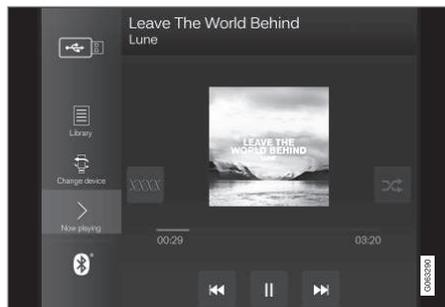 Leave The World Behind
Lune
Library
Change device
Now playing
LEAVE THE
WORLD BEHIND
LUNE
XXXX
00:29
03:20
G063290